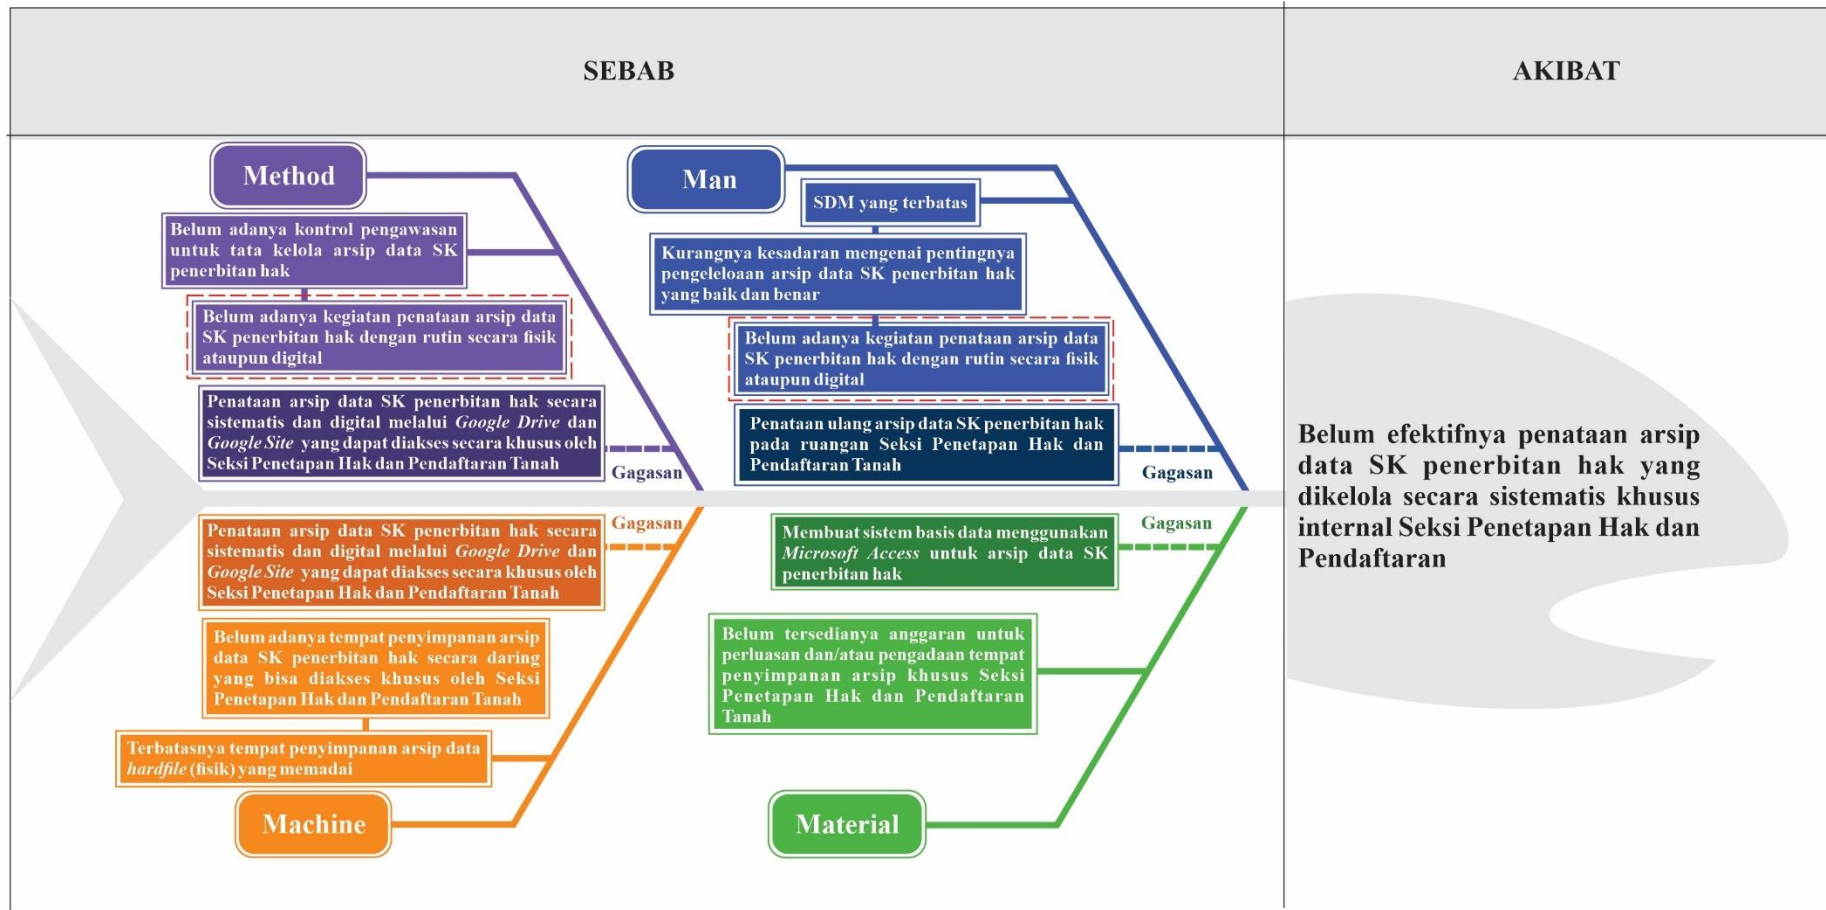 SEBAB
AKIBAT
Method
Belum adanya kontrol pengawasan
untuk tata kelola arsip data SK
penerbitan hak
Belum adanya kegiatan penataan arsip data
SK penerbitan hak dengan rutin secara fisik
ataupun digital
Penataan arsip data SK penerbitan hak secara
sistematis dan digital melalui Google Drive dan
Google Site yang dapat diakses secara khusus oleh
Seksi Penetapan Hak dan Pendaftaran Tanah
Gagasan
Man
SDM yang terbatas
Kurangnya kesadaran mengenai pentingnya
pengeleloaan arsip data SK penerbitan hak
yang baik dan benar
Belum adanya kegiatan penataan arsip data
SK penerbitan hak dengan rutin secara fisik
ataupun digital
Penataan ulang arsip data SK penerbitan hak
pada ruangan Seksi Penetapan Hak dan
Pendaftaran Tanah
Gagasan
Gagasan
Penataan arsip data SK penerbitan hak secara
sistematis dan digital melalui Google Drive dan
Google Site yang dapat diakses secara khusus oleh
Seksi Penetapan Hak dan Pendaftaran Tanah
Belum adanya tempat penyimpanan arsip
data SK penerbitan hak secara daring
yang bisa diakses khusus oleh Seksi
Penetapan Hak dan Pendaftaran Tanah
Terbatasnya tempat penyimpanan arsip data
hardfile (fisik) yang memadai
Machine
Gagasan
Membuat sistem basis data menggunakan
Microsoft Access untuk arsip data SK
penerbitan hak
Belum tersedianya anggaran untuk
perluasan dan/atau pengadaan tempat
penyimpanan arsip khusus Seksi
Penetapan Hak dan Pendaftaran
Tanah
Material
Belum efektifnya penataan arsip
data SK penerbitan hak yang
dikelola secara sistematis khusus
internal Seksi Penetapan Hak dan
Pendaftaran